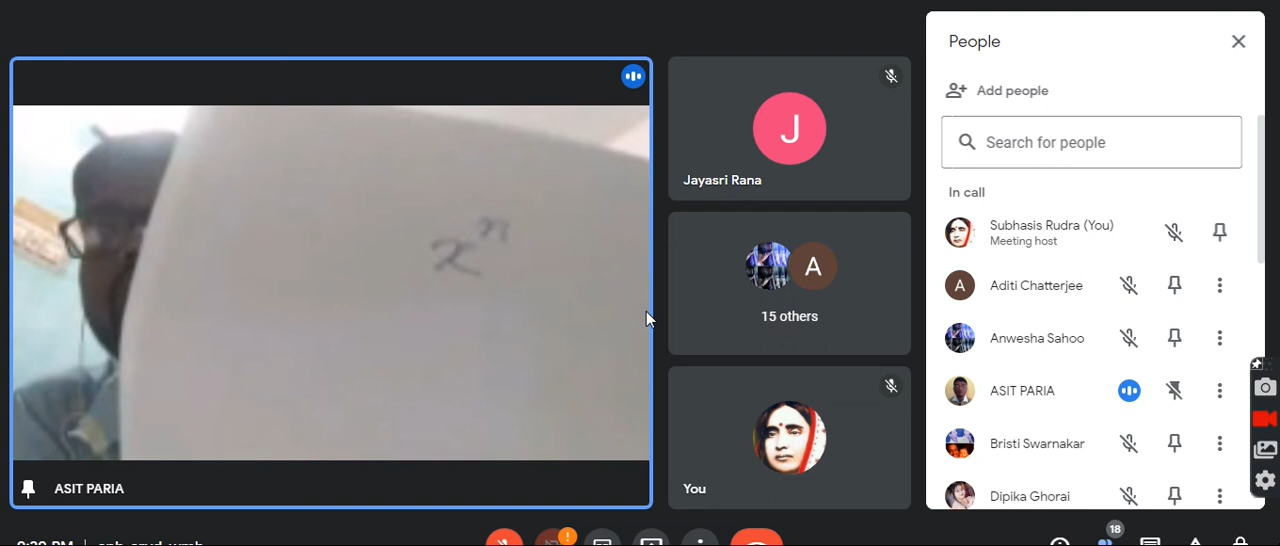 People
Add people
Search for people
In call
Subhasis Rudra (You)
Meeting host
A
Aditi Chatterjee
Anwesha Sahoo
ASIT PARIA
Bristi Swarnakar
Dipika Ghorai
xⁿ
ASIT PARIA
J
Jayasri Rana
A
15 others
You
!
18